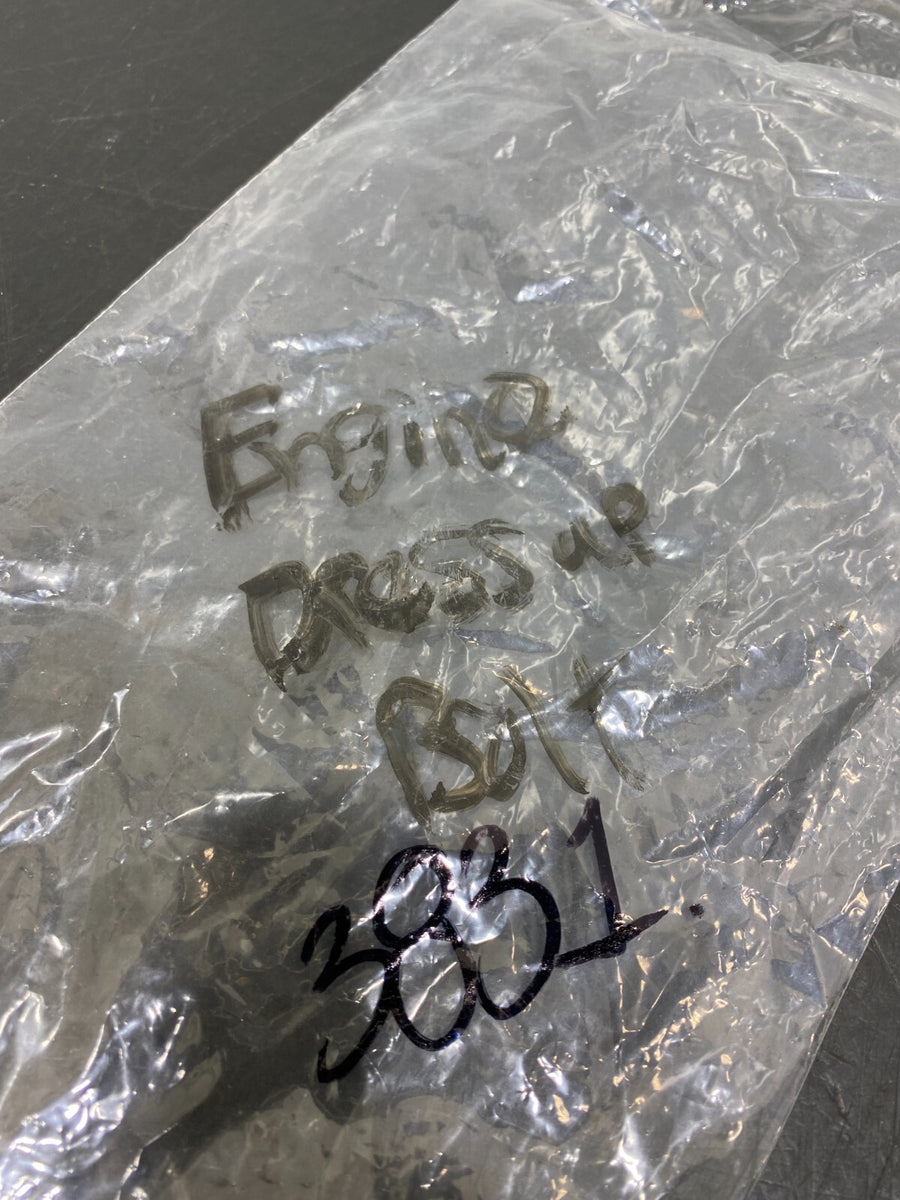 Engine
Dress up
Bolt
3831.